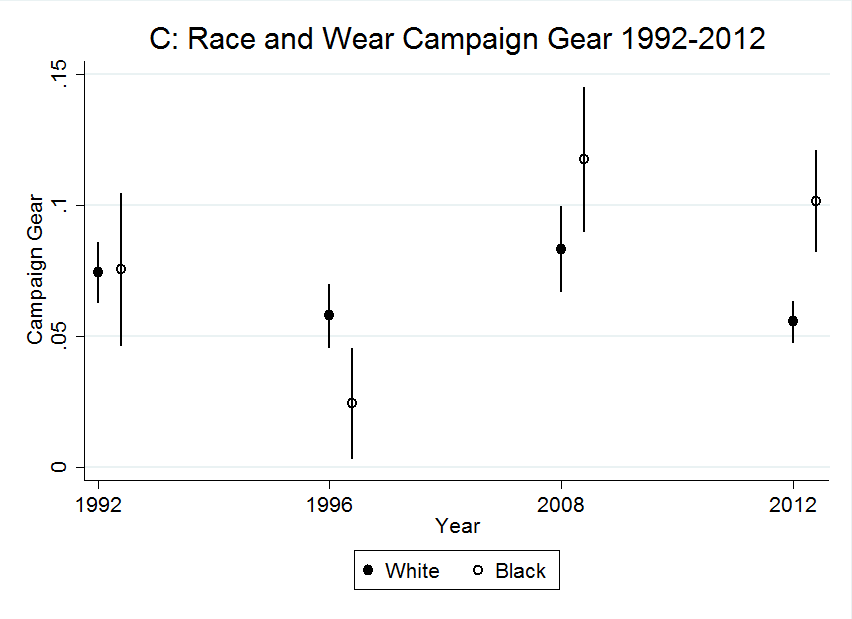 C: Race and Wear Campaign Gear 1992-2012
Campaign Gear
.15
.1
.05
0
1992 1996 2008 2012
Year
White Black